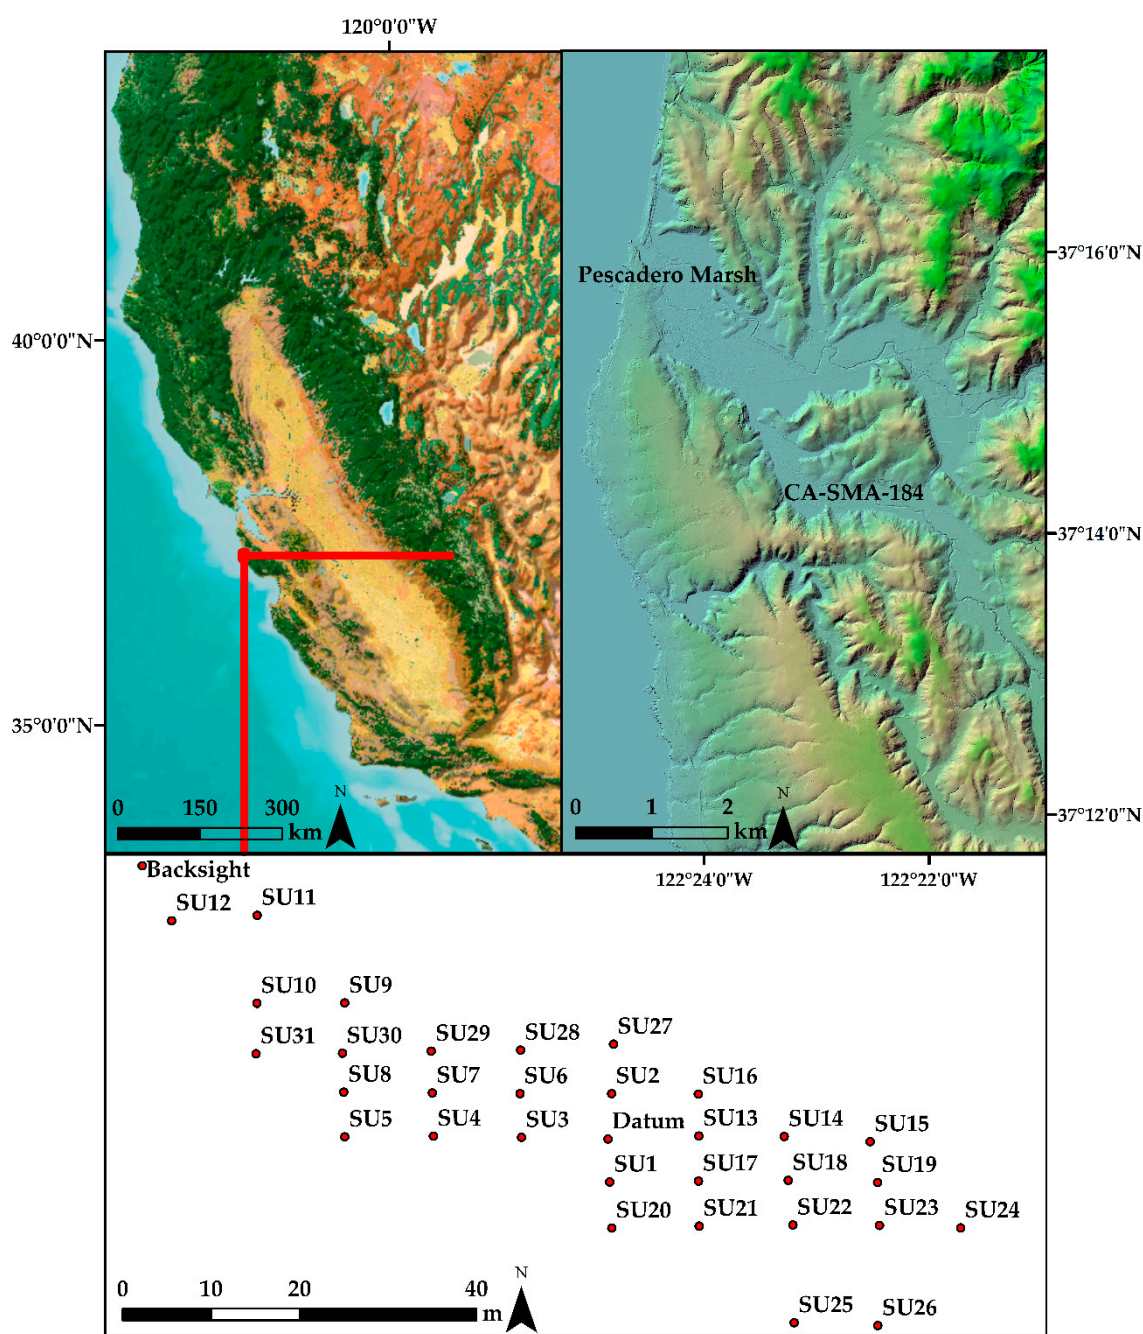 120°0'0"W
Pescadero Marsh
37°16'0"N
40°0'0"N
CA-SMA-184
37°14'0"N
35°0'0"N
0 150 300
km
N
0 1 2
km
N
37°12'0"N
122°24'0"W 122°22'0"W
Backsight
SU12 SU11
SU10 SU9
SU31 SU30 SU29 SU28 SU27
SU8 SU7 SU6 SU2 SU16
SU5 SU4 SU3 Datum SU13 SU14 SU15
SU1 SU17 SU18 SU19
SU20 SU21 SU22 SU23 SU24
0 10 20 40
m
N
SU25 SU26